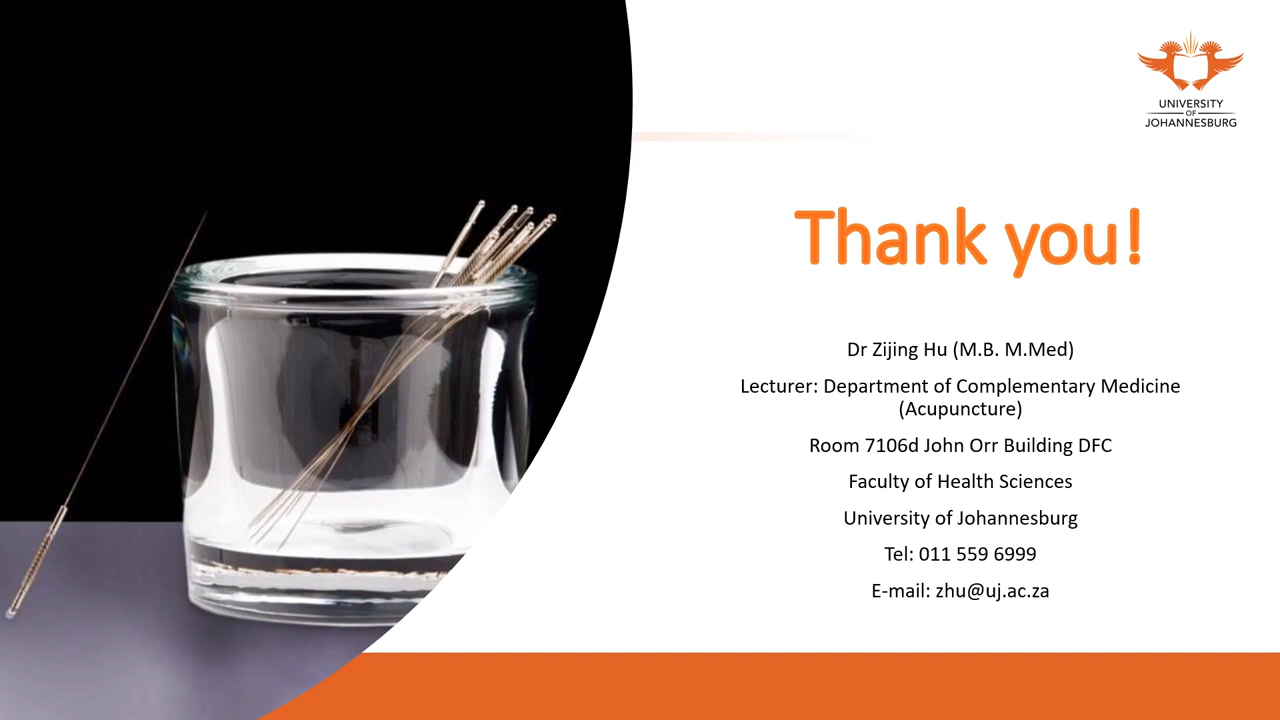 UNIVERSITY
OF
JOHANNESBURG
Thank you!
Dr Zijing Hu (M.B. M.Med)
Lecturer: Department of Complementary Medicine
(Acupuncture)
Room 7106d John Orr Building DFC
Faculty of Health Sciences
University of Johannesburg
Tel: 011 559 6999
E-mail: zhu@uj.ac.za